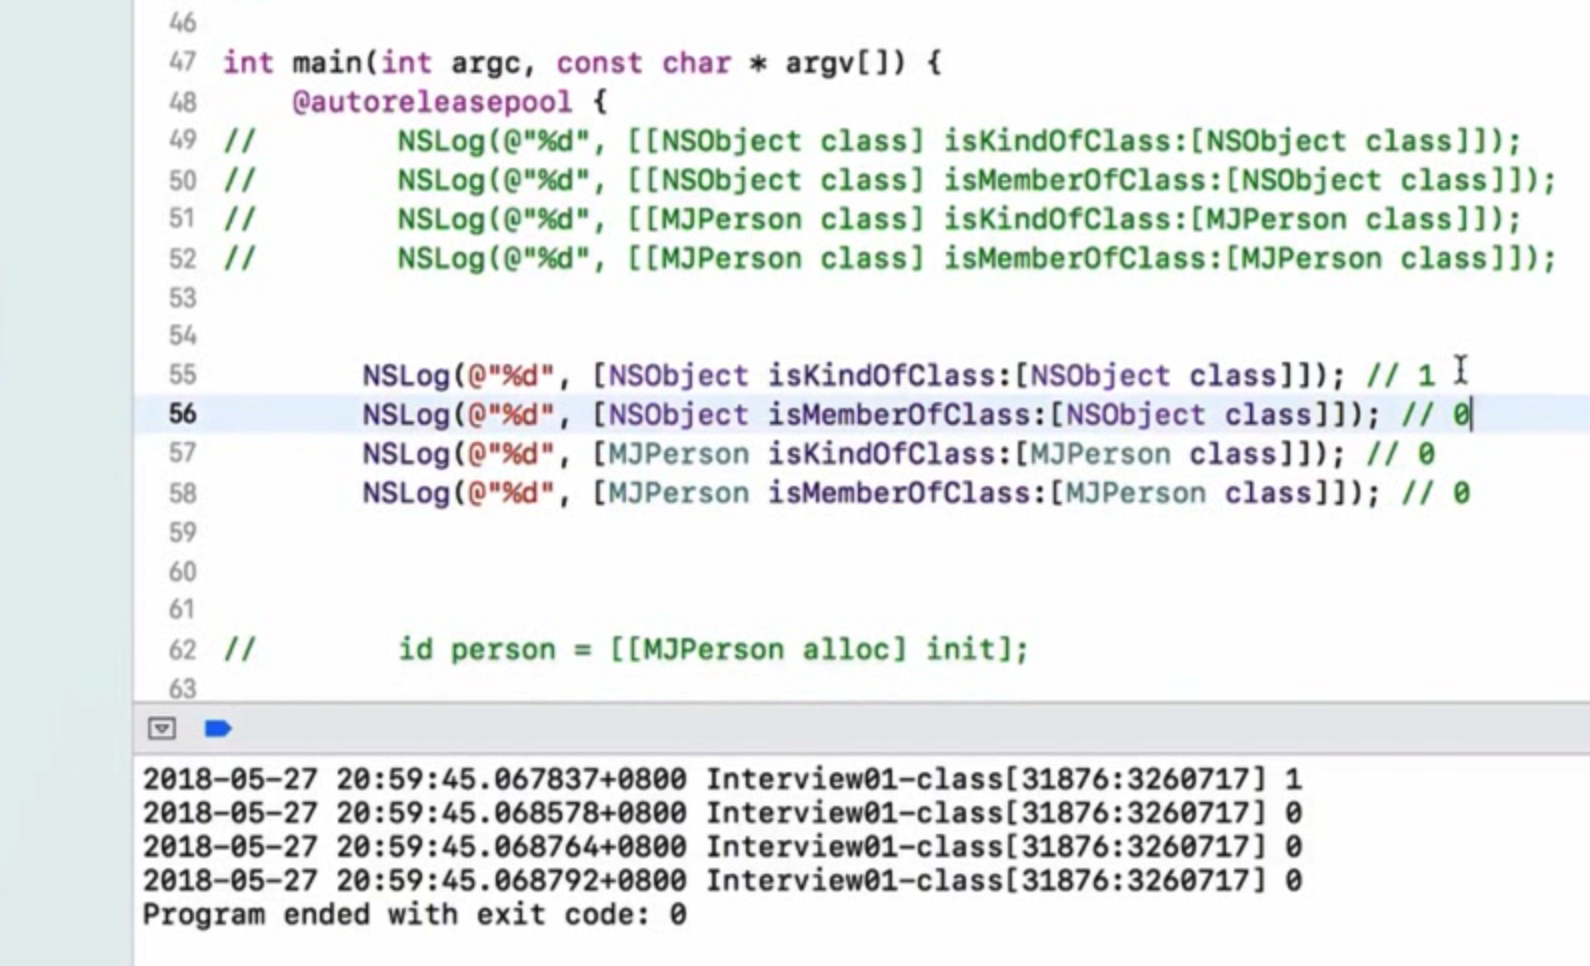 46
47 int main(int argc, const char * argv[]) {
48     @autoreleasepool {
49 //        NSLog(@"%d", [[NSObject class] isKindOfClass:[NSObject class]]);
50 //        NSLog(@"%d", [[NSObject class] isMemberOfClass:[NSObject class]]);
51 //        NSLog(@"%d", [[MJPerson class] isKindOfClass:[MJPerson class]]);
52 //        NSLog(@"%d", [[MJPerson class] isMemberOfClass:[MJPerson class]]);
53
54
55         NSLog(@"%d", [NSObject isKindOfClass:[NSObject class]]); // 1
56         NSLog(@"%d", [NSObject isMemberOfClass:[NSObject class]]); // 0
57         NSLog(@"%d", [MJPerson isKindOfClass:[MJPerson class]]); // 0
58         NSLog(@"%d", [MJPerson isMemberOfClass:[MJPerson class]]); // 0
59
60
61
62 //        id person = [[MJPerson alloc] init];
63
2018-05-27 20:59:45.067837+0800 Interview01-class[31876:3260717] 1
2018-05-27 20:59:45.068578+0800 Interview01-class[31876:3260717] 0
2018-05-27 20:59:45.068764+0800 Interview01-class[31876:3260717] 0
2018-05-27 20:59:45.068792+0800 Interview01-class[31876:3260717] 0
Program ended with exit code: 0